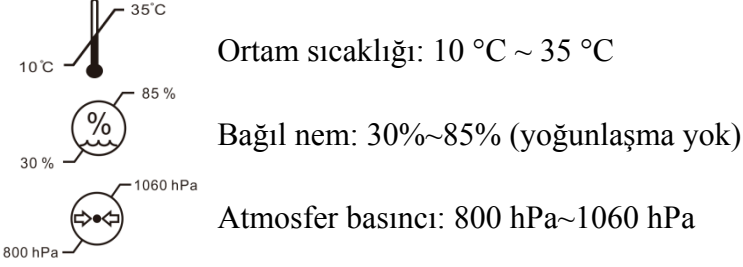 35°C
10°C
Ortam sıcaklığı: 10 °C ~ 35 °C
85 %
%
30 %
Bağıl nem: 30%~85% (yoğunlaşma yok)
1060 hPa
800 hPa
Atmosfer basıncı: 800 hPa~1060 hPa